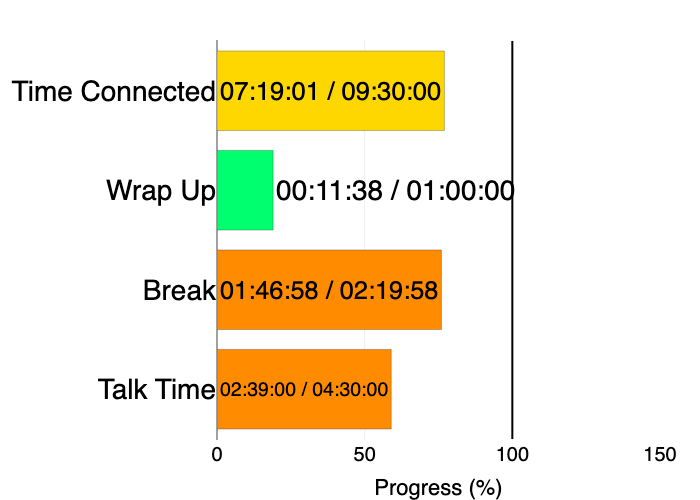 Time Connected 07:19:01 / 09:30:00
Wrap Up 00:11:38 / 01:00:00
Break 01:46:58 / 02:19:58
Talk Time 02:39:00 / 04:30:00
0 50 100 150
Progress (%)